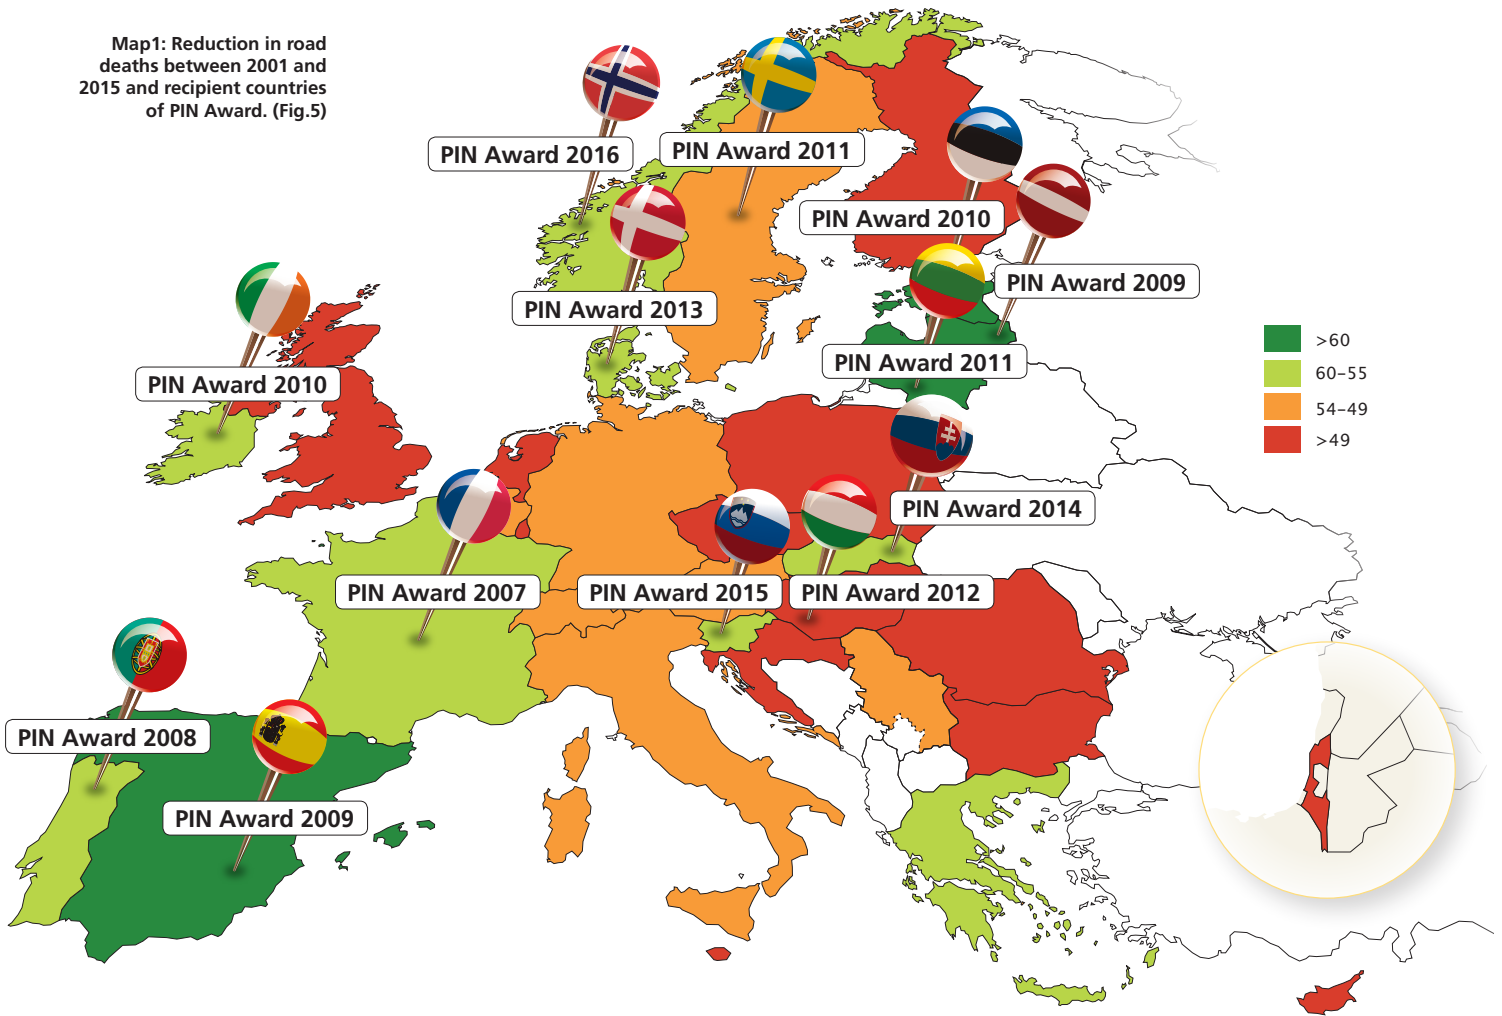 Map1: Reduction in road
deaths between 2001 and
2015 and recipient countries
of PIN Award. (Fig.5)
PIN Award 2016
PIN Award 2011
PIN Award 2010
PIN Award 2009
PIN Award 2013
PIN Award 2011
PIN Award 2010
>60
60–55
54–49
>49
PIN Award 2014
PIN Award 2007
PIN Award 2015
PIN Award 2012
PIN Award 2008
PIN Award 2009